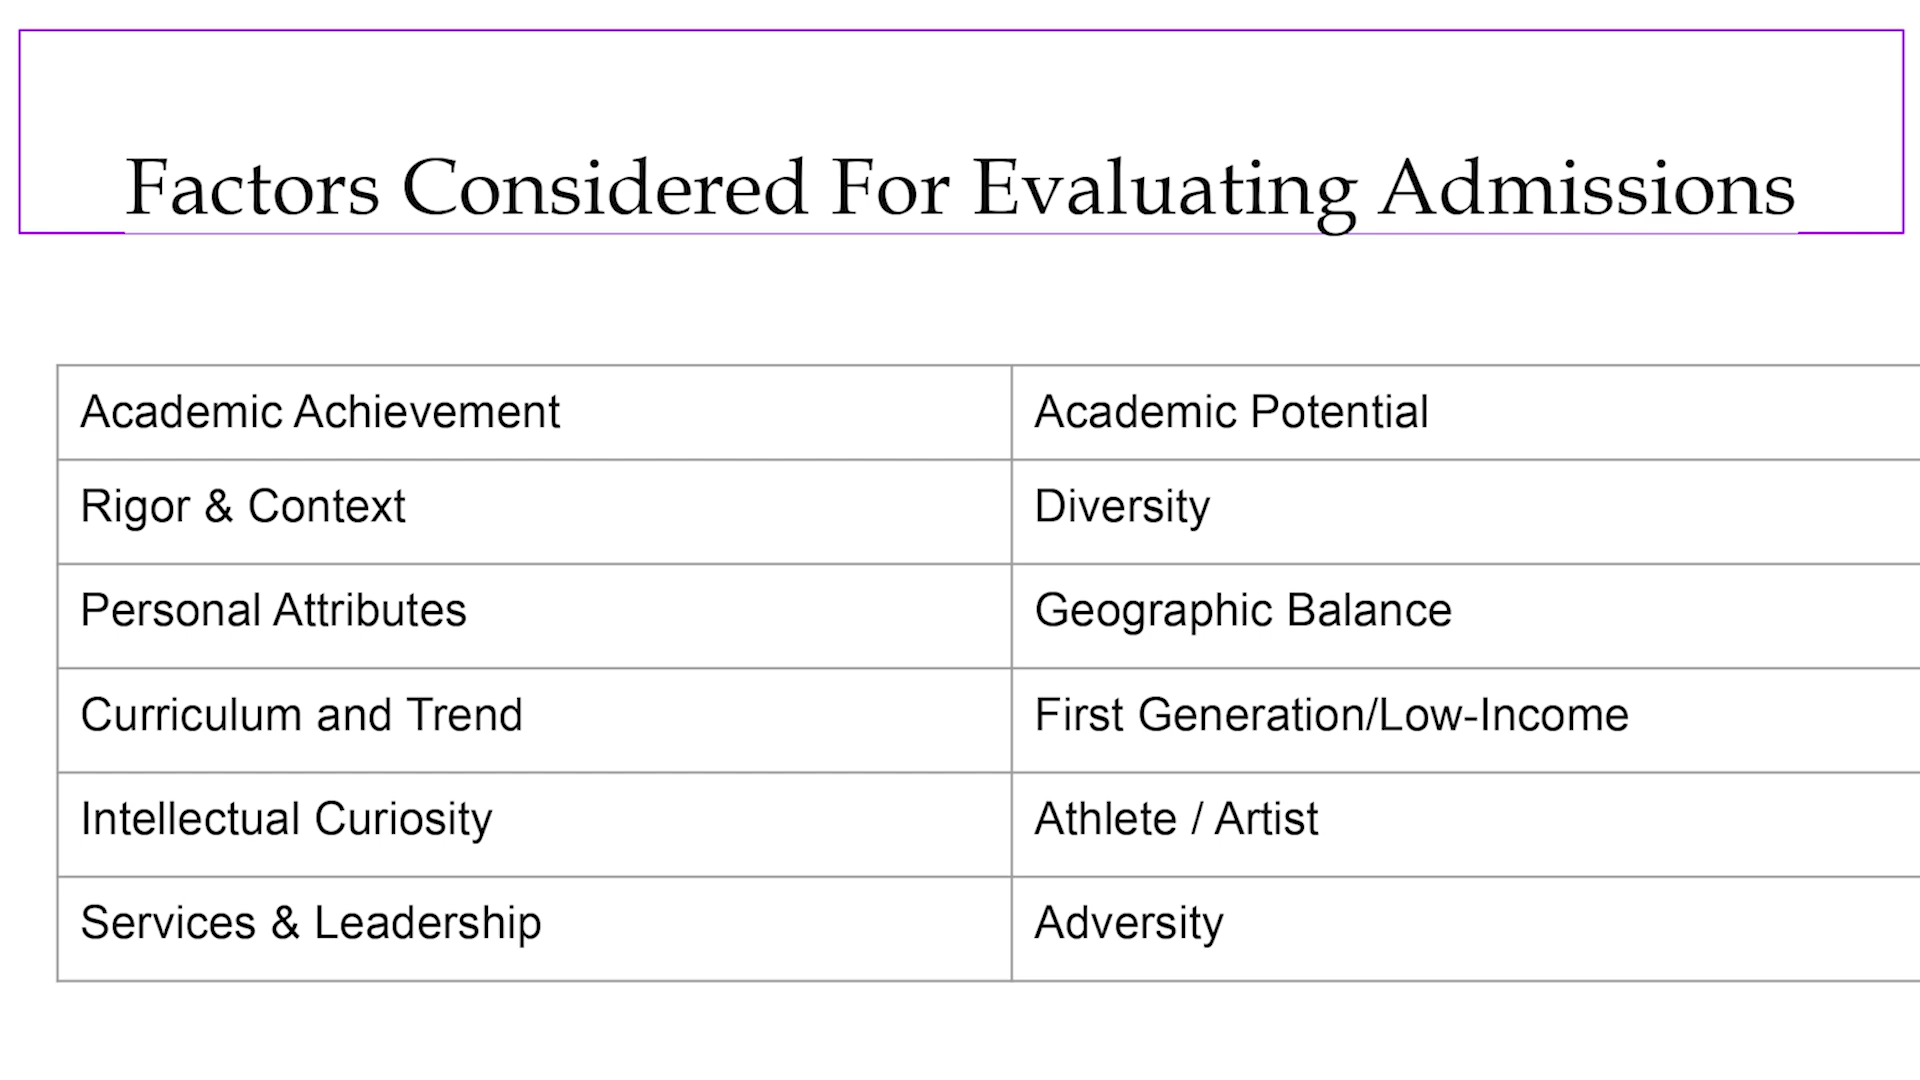 Factors Considered For Evaluating Admissions
Academic Achievement
Academic Potential
Rigor & Context
Diversity
Personal Attributes
Geographic Balance
Curriculum and Trend
First Generation/Low-Income
Intellectual Curiosity
Athlete / Artist
Services & Leadership
Adversity